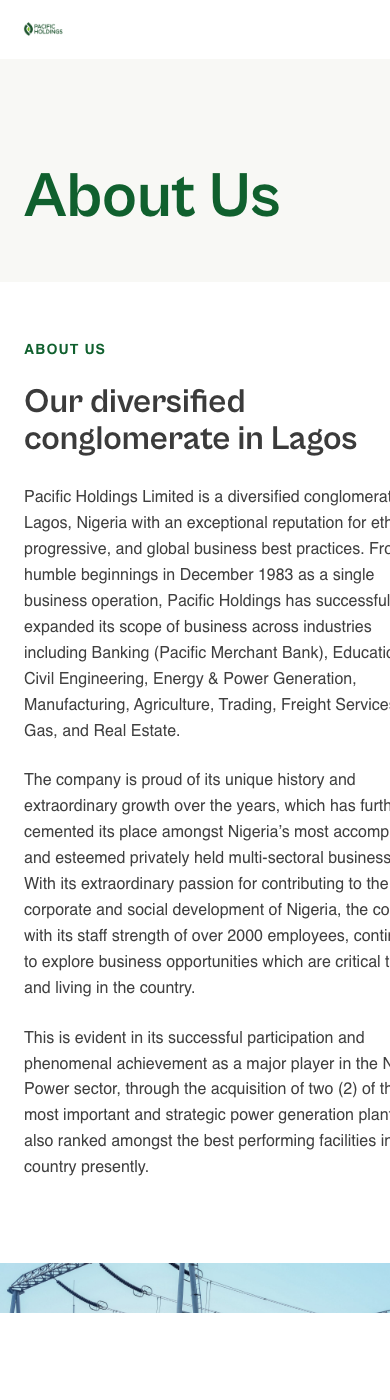 PACIFIC
HOLDINGS
About Us
ABOUT US
Our diversified
conglomerate in Lagos
Pacific Holdings Limited is a diversified conglomerat
Lagos, Nigeria with an exceptional reputation for eth
progressive, and global business best practices. Fro
humble beginnings in December 1983 as a single
business operation, Pacific Holdings has successful
expanded its scope of business across industries
including Banking (Pacific Merchant Bank), Educatio
Civil Engineering, Energy & Power Generation,
Manufacturing, Agriculture, Trading, Freight Services
Gas, and Real Estate.
The company is proud of its unique history and
extraordinary growth over the years, which has furth
cemented its place amongst Nigeria’s most accomp
and esteemed privately held multi-sectoral business
With its extraordinary passion for contributing to the
corporate and social development of Nigeria, the co
with its staff strength of over 2000 employees, conti
to explore business opportunities which are critical t
and living in the country.
This is evident in its successful participation and
phenomenal achievement as a major player in the N
Power sector, through the acquisition of two (2) of th
most important and strategic power generation plan
also ranked amongst the best performing facilities in
country presently.